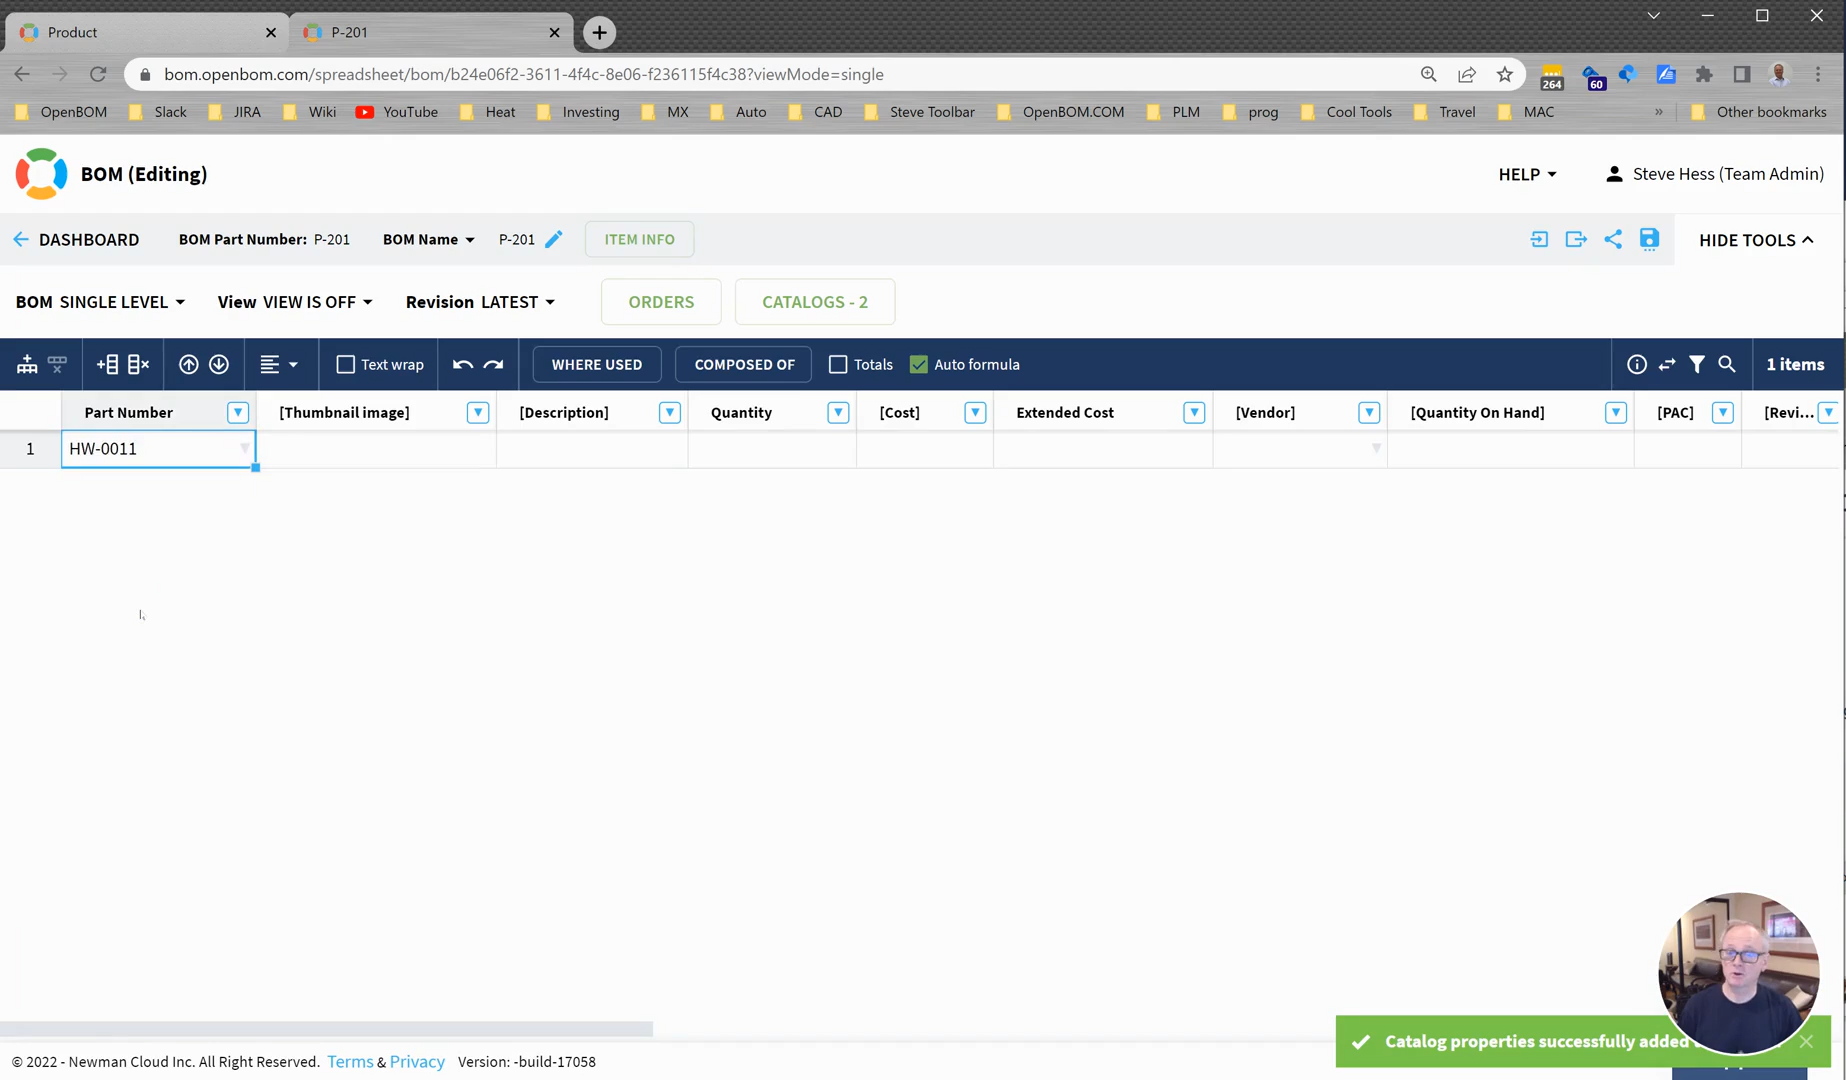 Product
P-201
bom.openbom.com/spreadsheet/bom/b24e06f2-3611-4f4c-8e06-f236115f4c38?viewMode=single
264
60
OpenBOM
Slack
JIRA
Wiki
YouTube
Heat
Investing
MX
Auto
CAD
Steve Toolbar
OpenBOM.COM
PLM
prog
Cool Tools
Travel
MAC
»
Other bookmarks
BOM (Editing)
HELP
Steve Hess (Team Admin)
DASHBOARD
BOM Part Number: P-201
BOM Name
P-201
ITEM INFO
HIDE TOOLS
BOM SINGLE LEVEL
View VIEW IS OFF
Revision LATEST
ORDERS
CATALOGS - 2
Text wrap
WHERE USED
COMPOSED OF
Totals
Auto formula
1 items
Part Number
[Thumbnail image]
[Description]
Quantity
[Cost]
Extended Cost
[Vendor]
[Quantity On Hand]
[PAC]
[Revi...
1
HW-0011
© 2022 - Newman Cloud Inc. All Right Reserved. Terms & Privacy Version: -build-17058
Catalog properties successfully added